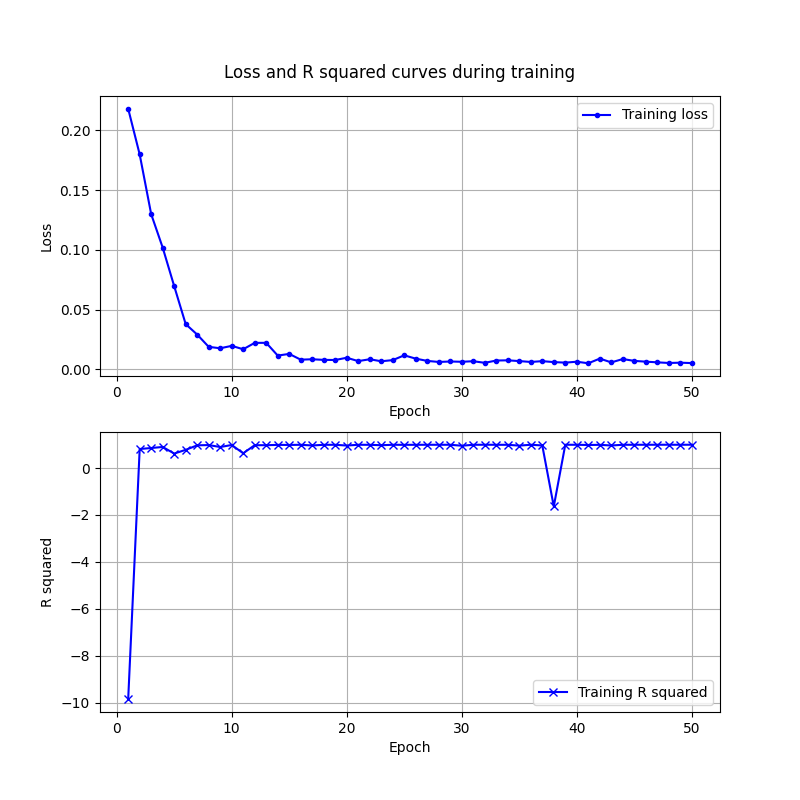 Loss and R squared curves during training
Training loss
0.20
0.15
0.10
0.05
0.00
Loss
0 10 20 30 40 50
Epoch
0
−2
−4
−6
−8
−10
R squared
Training R squared
0 10 20 30 40 50
Epoch